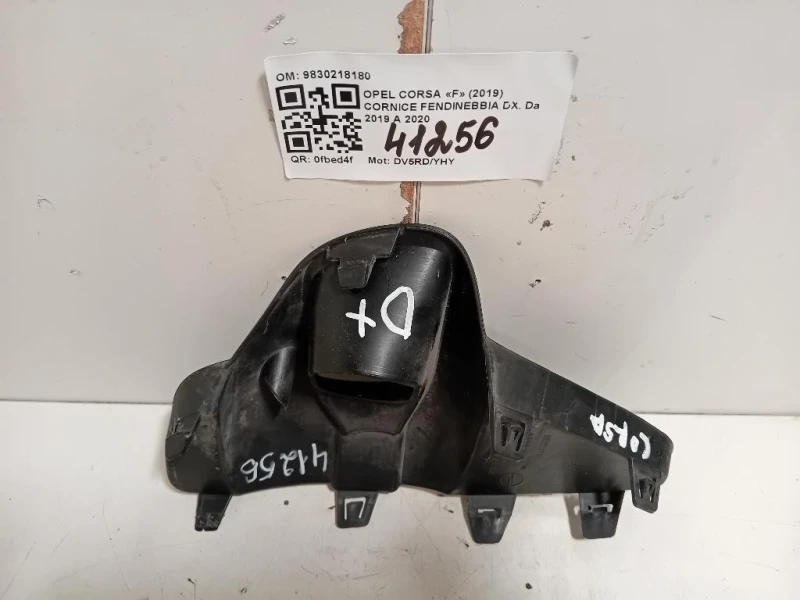 OM: 9830218180
OPEL CORSA «F» (2019)
CORNICE FENDINEBBIA DX. Da
2019 A 2020
41256
QR: 0fbed4f Mot: DV5RD/YHY
DX
CORSA
41256